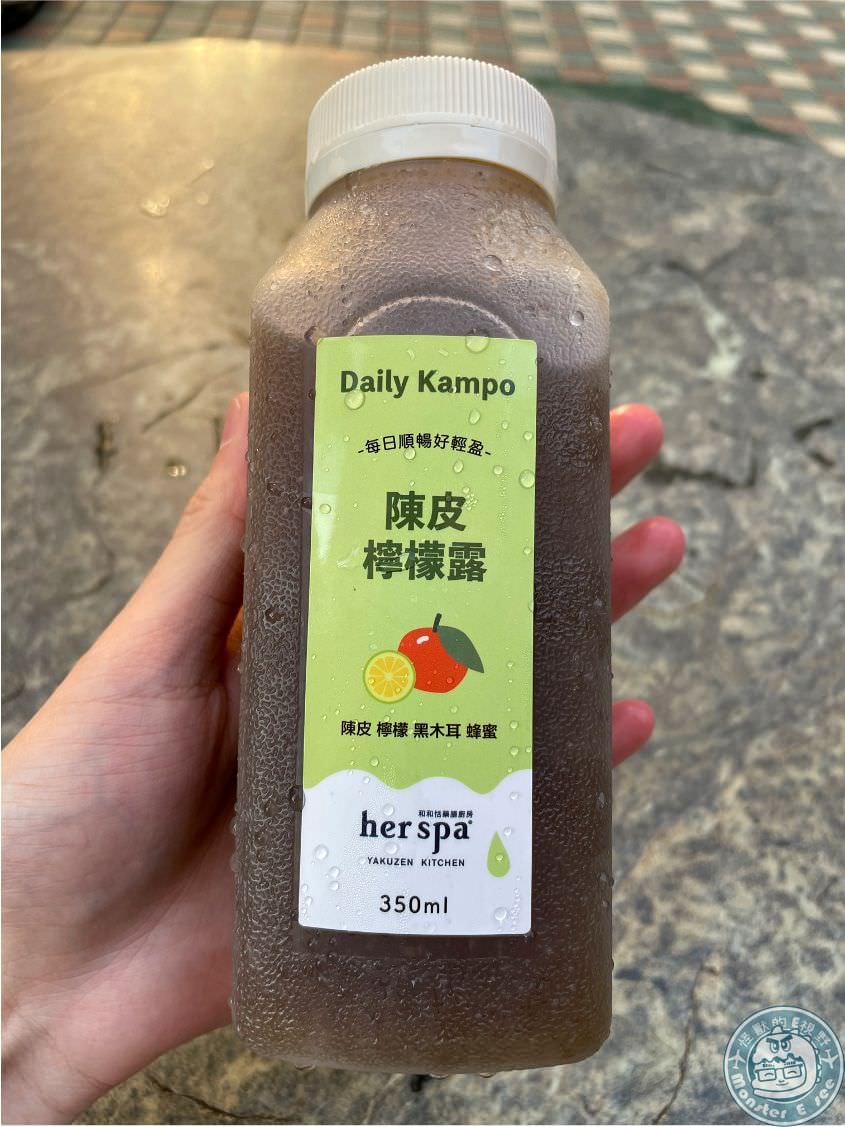 Daily Kampo
-每日順暢好輕盈-
陳皮
檸檬露
陳皮 檸檬 黑木耳 蜂蜜
和和恬藥膳廚房
her spa®
YAKUZEN KITCHEN
350ml
怪獸的E視野
Monster E see